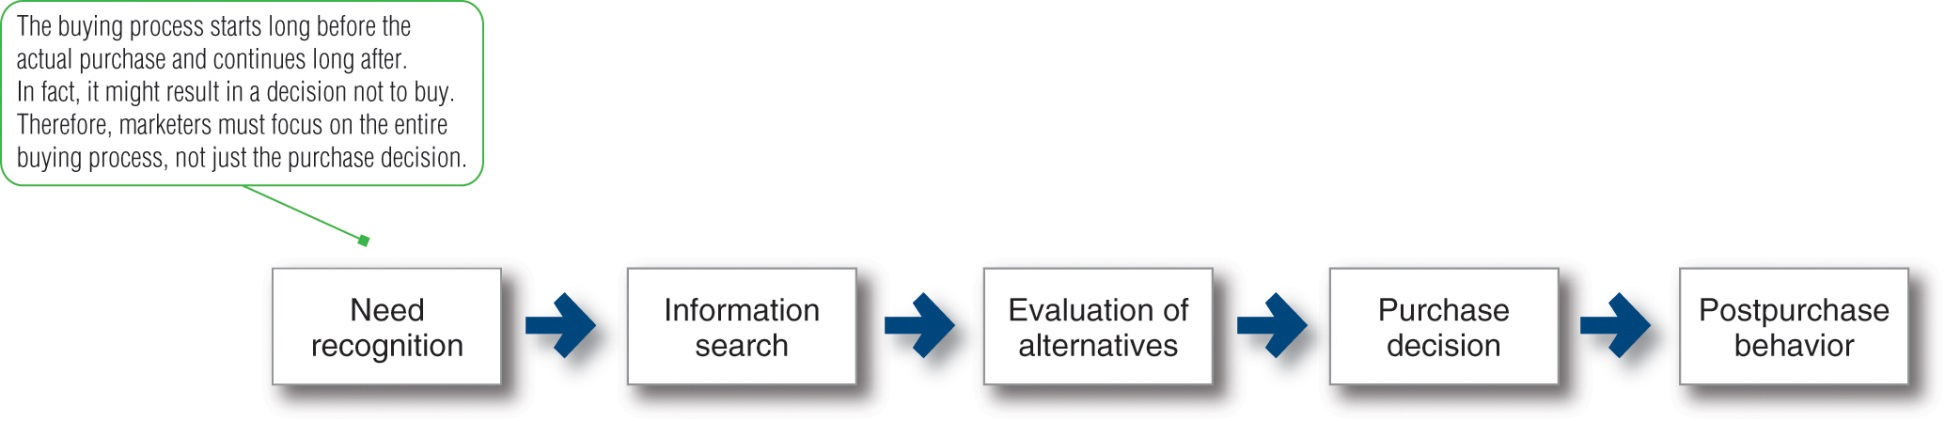 The buying process starts long before the
actual purchase and continues long after.
In fact, it might result in a decision not to buy.
Therefore, marketers must focus on the entire
buying process, not just the purchase decision.
Need
recognition
Information
search
Evaluation of
alternatives
Purchase
decision
Postpurchase
behavior